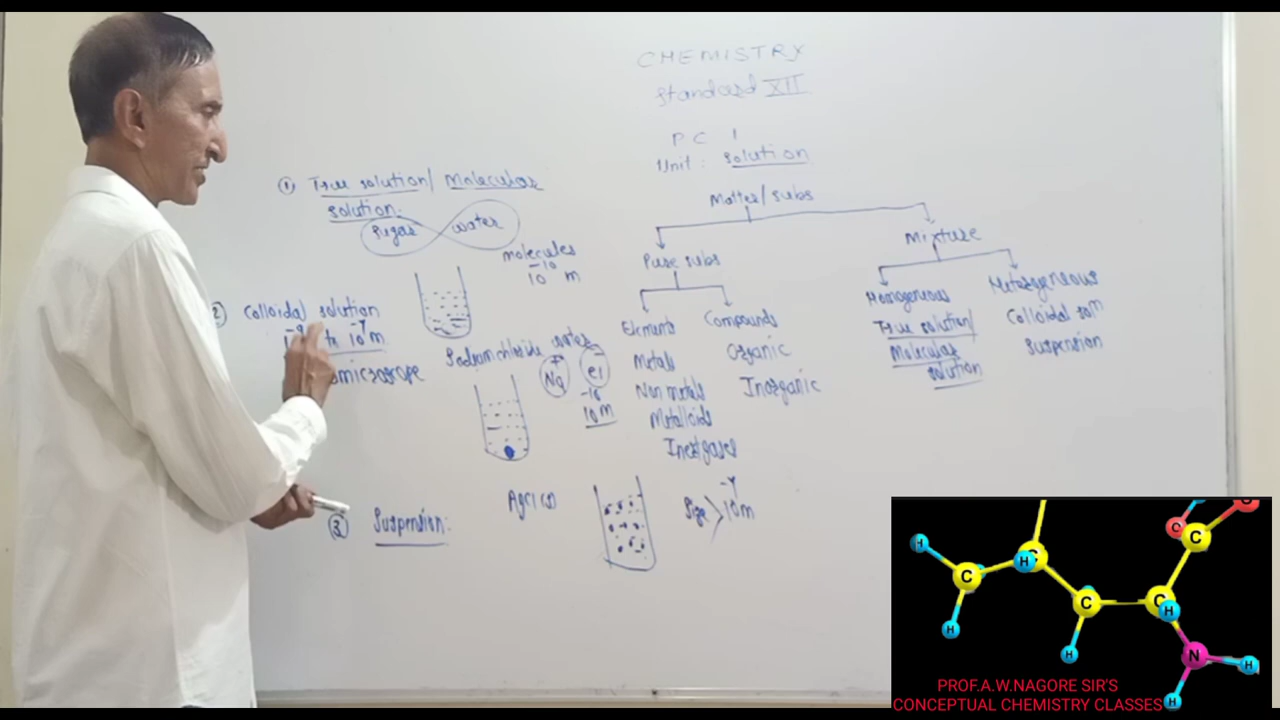 CHEMISTRY
Standard XII
PC 1
Unit: Solution
Matter/Subs
Pure subs
Mixture
Elements
Compounds
Homogeneous
Heterogeneous
Metals
Organic
True solution/
Colloidal solⁿ
Non metals
Inorganic
Molecular
Suspension
Metalloids
solution
Inert gases
① True solution/ Molecular
solution:
Sugar water
molecules
10⁻¹⁰ m
② Colloidal solution
to 10⁻⁷ m
Sodium chloride water
Na⁺ Cl⁻
10⁻¹⁰ m
③ Suspension:
AgCl(s)
Size > 10⁻⁷ m
C H C H C H C H C O O N H H H
PROF.A.W.NAGORE SIR'S
CONCEPTUAL CHEMISTRY CLASSES